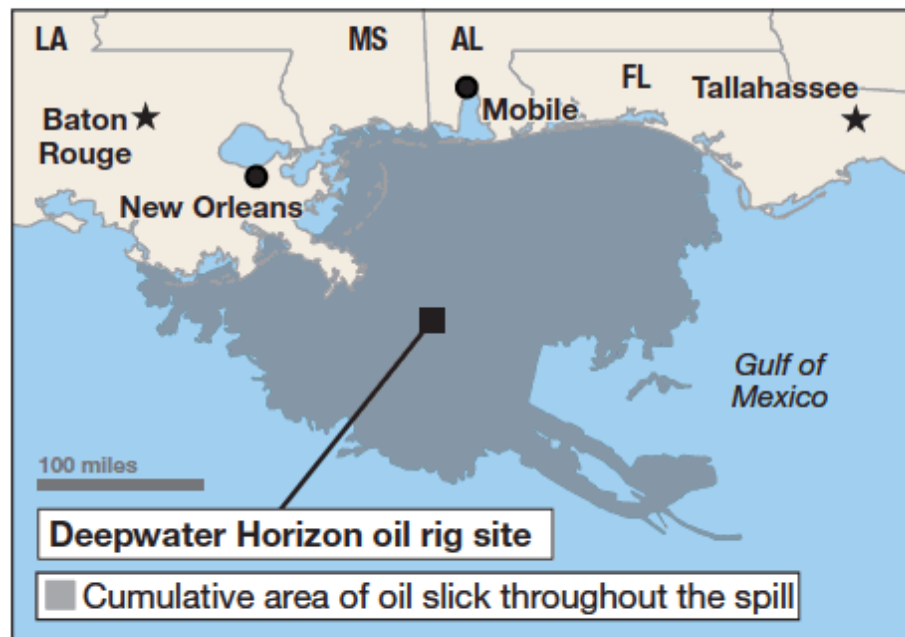 LA
MS
AL
FL
Tallahassee
Mobile
Baton
Rouge
New Orleans
Gulf of
Mexico
100 miles
Deepwater Horizon oil rig site
Cumulative area of oil slick throughout the spill